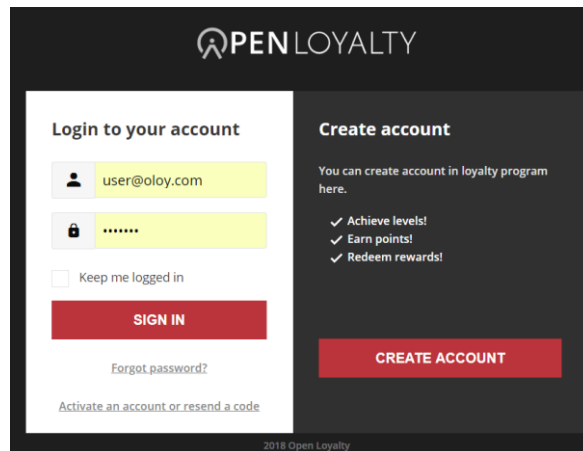 OPEN LOYALTY
Login to your account
user@oloy.com
•••••••
Keep me logged in
SIGN IN
Forgot password?
Activate an account or resend a code
Create account
You can create account in loyalty program
here.
✓ Achieve levels!
✓ Earn points!
✓ Redeem rewards!
CREATE ACCOUNT
2018 Open Loyalty